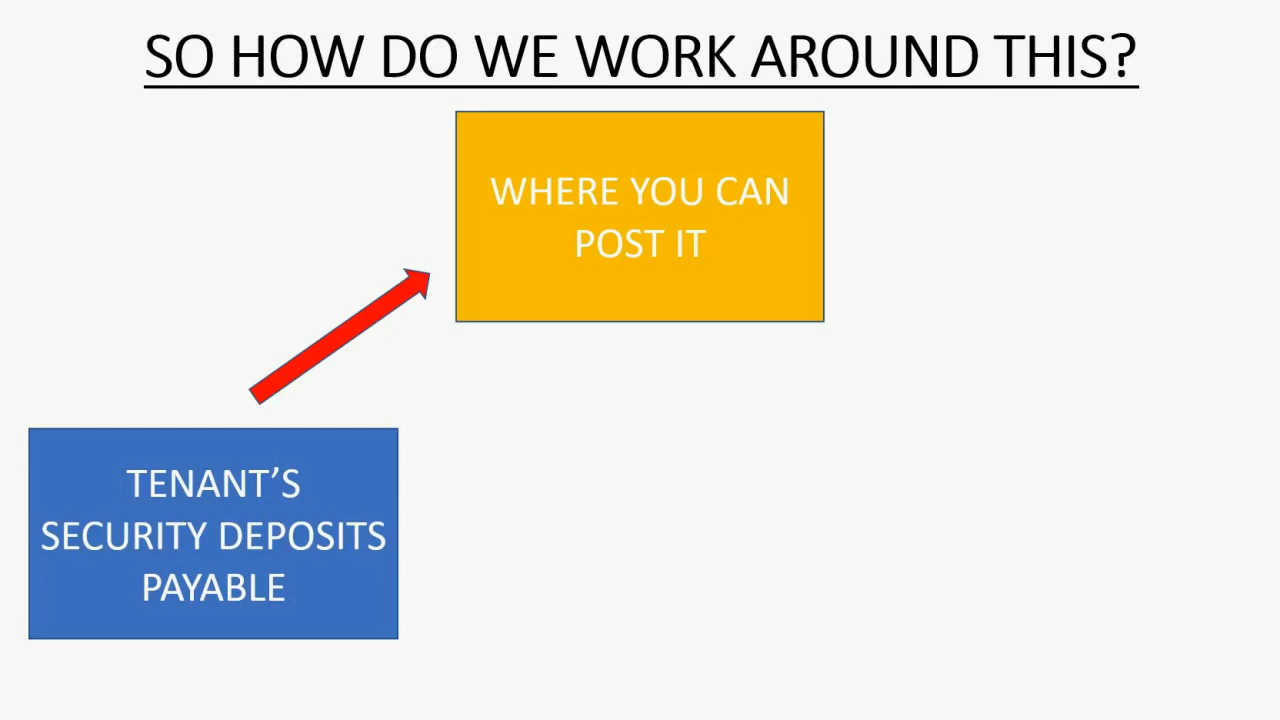 SO HOW DO WE WORK AROUND THIS?
WHERE YOU CAN
POST IT
TENANT’S
SECURITY DEPOSITS
PAYABLE